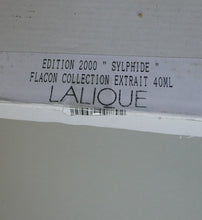 EDITION 2000 " SYLPHIDE "
FLACON COLLECTION EXTRAIT 40ML
LALIQUE